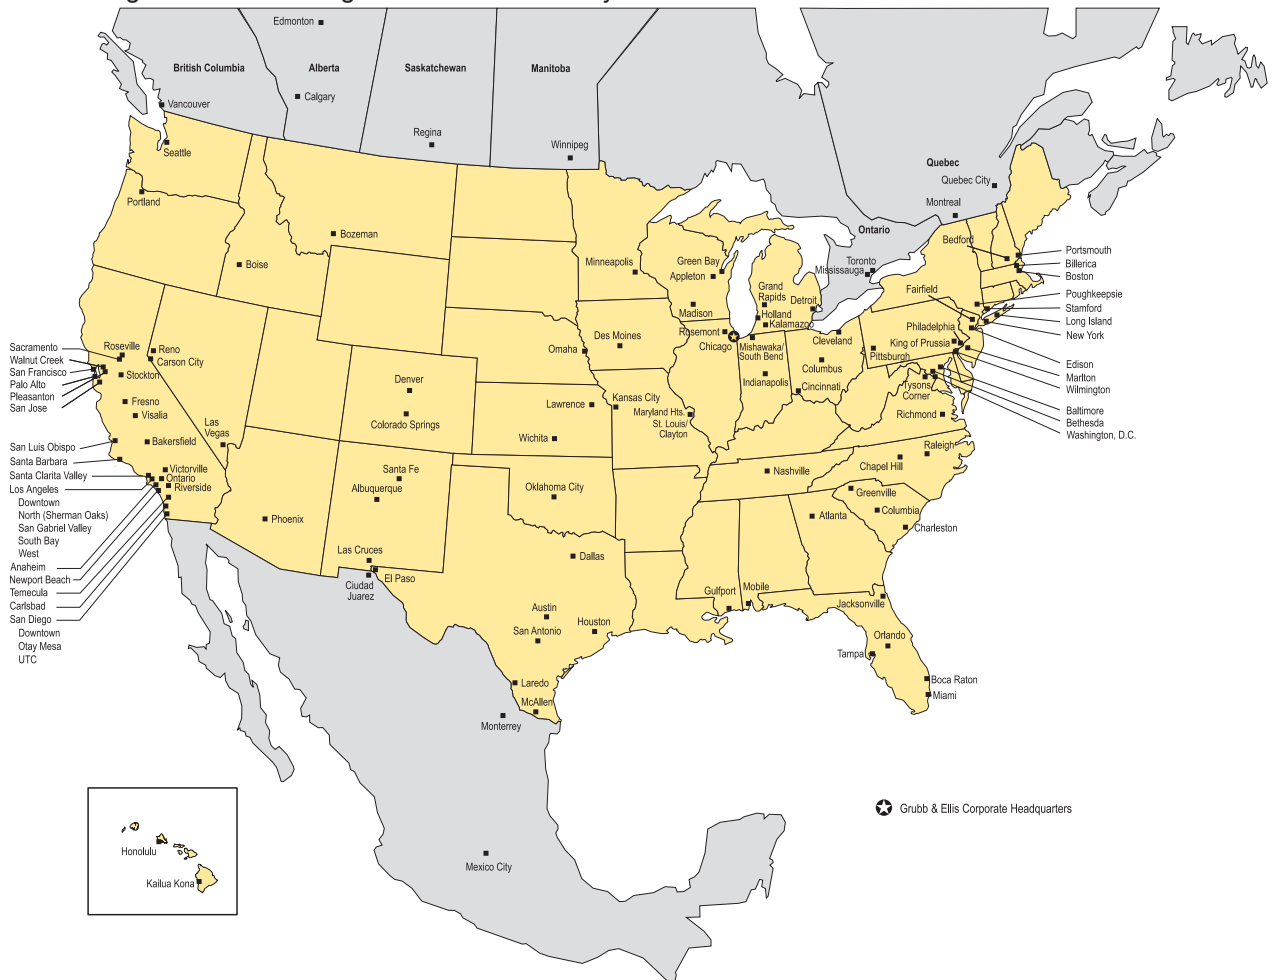 Edmonton
British Columbia
Alberta
Saskatchewan
Manitoba
Vancouver
Calgary
Regina
Winnipeg
Seattle
Quebec
Quebec City
Portland
Montreal
Ontario
Bozeman
Bedford
Portsmouth
Boise
Minneapolis
Green Bay
Appleton
Toronto
Mississauga
Billerica
Boston
Grand
Rapids
Detroit
Fairfield
Poughkeepsie
Madison
Holland
Kalamazoo
Stamford
Long Island
New York
Rosemont
Chicago
Mishawaka/
South Bend
Cleveland
Philadelphia
King of Prussia
Pittsburgh
Des Moines
Omaha
Sacramento
Walnut Creek
San Francisco
Palo Alto
Pleasanton
San Jose
Roseville
Reno
Carson City
Stockton
Edison
Marlton
Wilmington
Columbus
Indianapolis
Cincinnati
Tysons
Corner
Denver
Colorado Springs
Lawrence
Kansas City
Maryland Hts.
St. Louis/
Clayton
Richmond
Baltimore
Bethesda
Washington, D.C.
Fresno
Visalia
Las
Vegas
Bakersfield
Wichita
San Luis Obispo
Santa Barbara
Santa Clarita Valley
Los Angeles
Downtown
North (Sherman Oaks)
San Gabriel Valley
South Bay
West
Anaheim
Newport Beach
Temecula
Carlsbad
San Diego
Downtown
Otay Mesa
UTC
Victorville
Ontario
Riverside
Raleigh
Chapel Hill
Nashville
Santa Fe
Albuquerque
Oklahoma City
Greenville
Columbia
Charleston
Atlanta
Phoenix
Las Cruces
El Paso
Ciudad
Juarez
Dallas
Gulfport
Mobile
Jacksonville
Austin
San Antonio
Houston
Orlando
Tampa
Boca Raton
Miami
Laredo
McAllen
Monterrey
Grubb & Ellis Corporate Headquarters
Honolulu
Kailua Kona
Mexico City